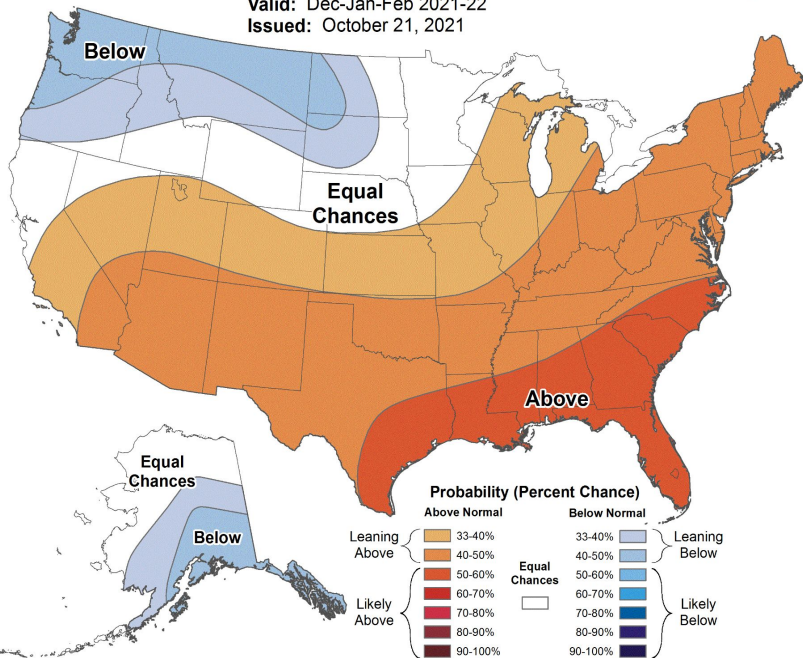 Valid: Dec-Jan-Feb 2021-22
Issued: October 21, 2021
Below
Equal
Chances
Above
Equal
Chances
Below
Probability (Percent Chance)
Above Normal
Below Normal
Leaning
Above
33-40%
40-50%
50-60%
60-70%
70-80%
80-90%
90-100%
Likely
Above
Equal
Chances
33-40%
40-50%
50-60%
60-70%
70-80%
80-90%
90-100%
Leaning
Below
Likely
Below